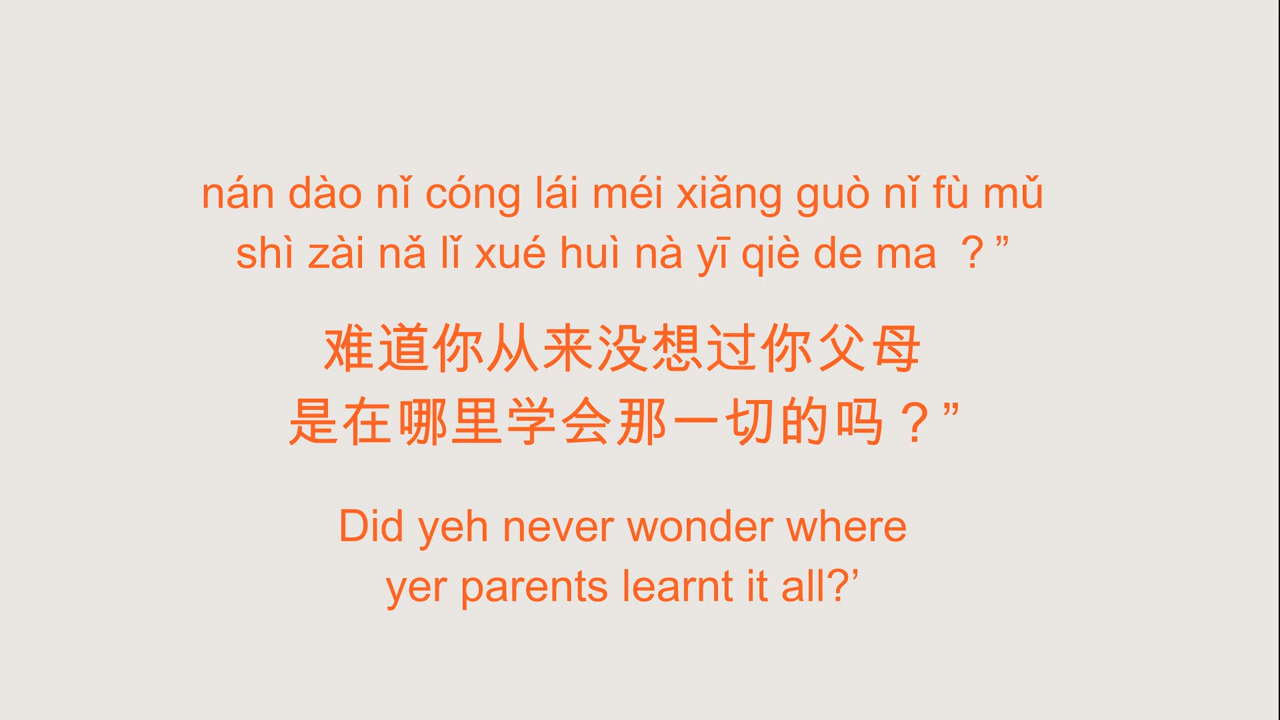 nán dào nǐ cóng lái méi xiǎng guò nǐ fù mǔ
shì zài nǎ lǐ xué huì nà yī qiè de ma ？”
难道你从来没想过你父母
是在哪里学会那一切的吗？”
Did yeh never wonder where
yer parents learnt it all?’